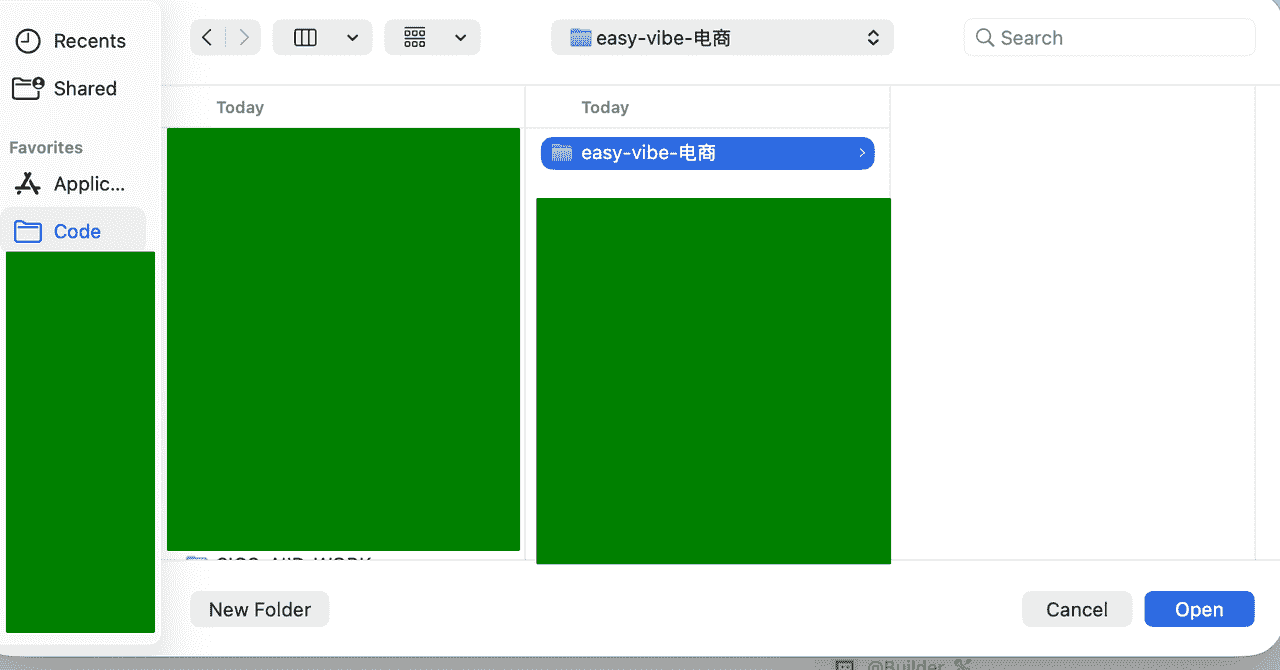 Recents
Shared
Favorites
Applic...
Code
easy-vibe-电商
Search
Today
Today
easy-vibe-电商
New Folder
Cancel
Open
@Builder